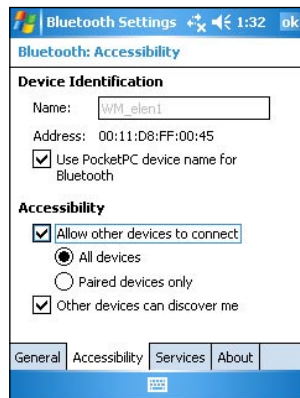 Bluetooth Settings 1:32 ok
Bluetooth: Accessibility
Device Identification
Name: WM_elen1
Address: 00:11:D8:FF:00:45
Use PocketPC device name for
Bluetooth
Accessibility
Allow other devices to connect
All devices
Paired devices only
Other devices can discover me
General Accessibility Services About